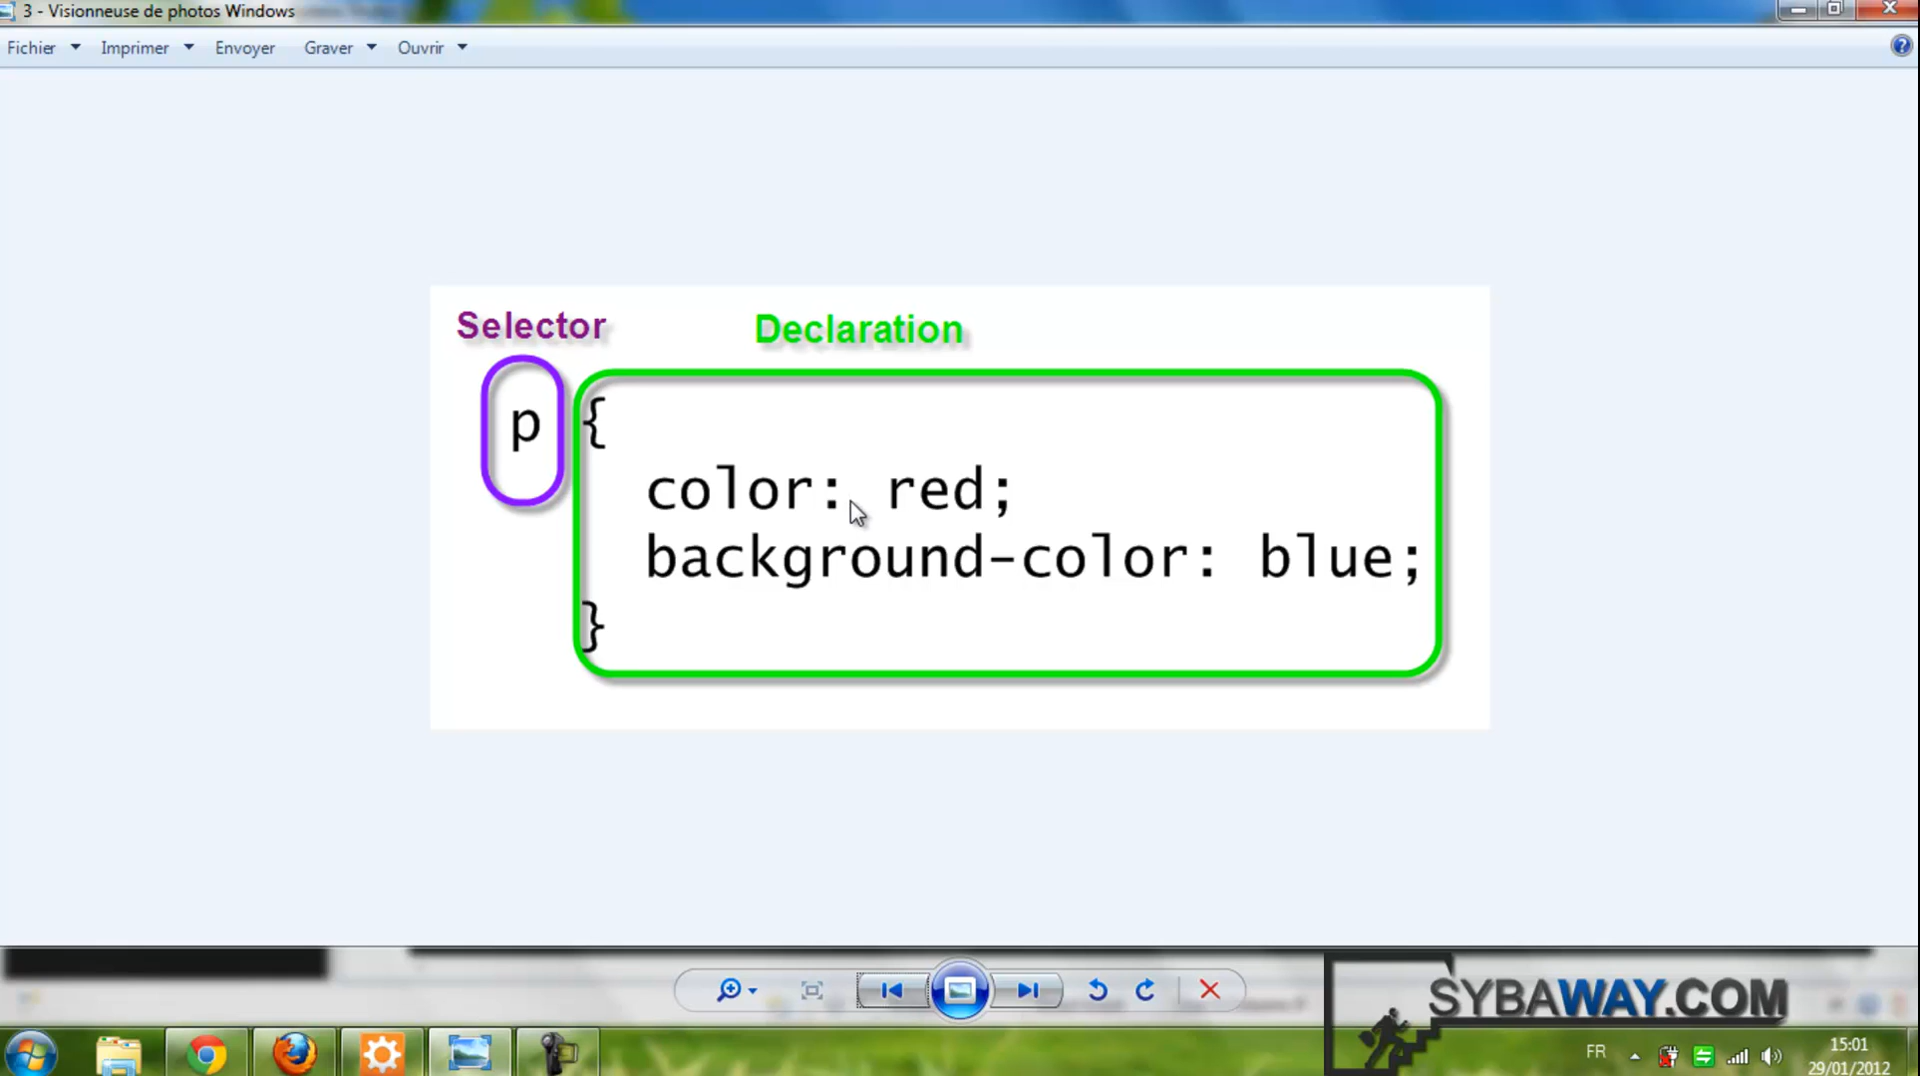 3 - Visionneuse de photos Windows
Fichier Imprimer Envoyer Graver Ouvrir
Selector Declaration
p {
color: red;
background-color: blue;
}
SYBAWAY.COM
FR
15:01
29/01/2012